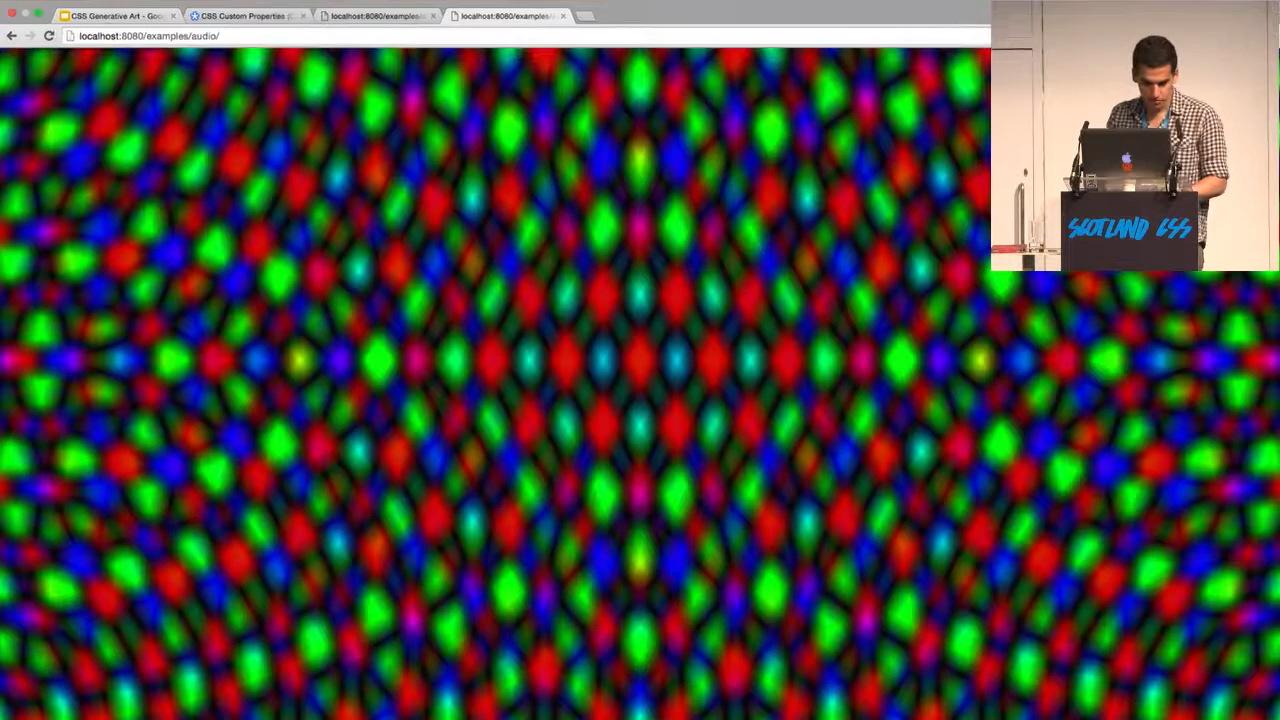 CSS Generative Art - Goo
CSS Custom Properties (
localhost:8080/examples/
localhost:8080/examples/
localhost:8080/examples/audio/
SCOTLAND CSS